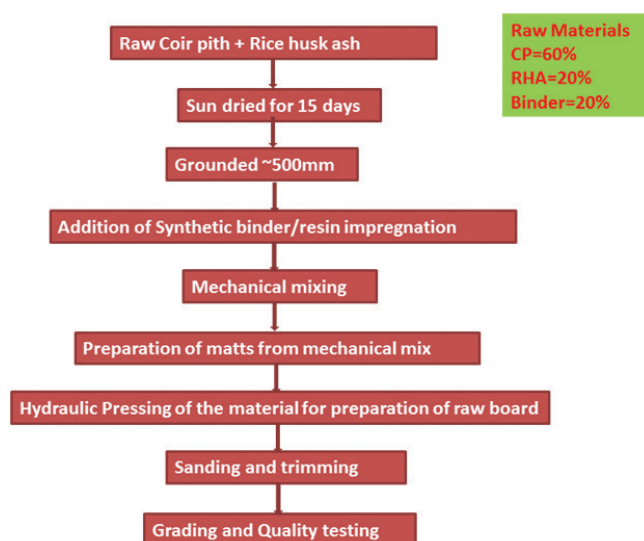 Raw Coir pith + Rice husk ash
Raw Materials
CP=60%
RHA=20%
Binder=20%
Sun dried for 15 days
Grounded ~500mm
Addition of Synthetic binder/resin impregnation
Mechanical mixing
Preparation of matts from mechanical mix
Hydraulic Pressing of the material for preparation of raw board
Sanding and trimming
Grading and Quality testing